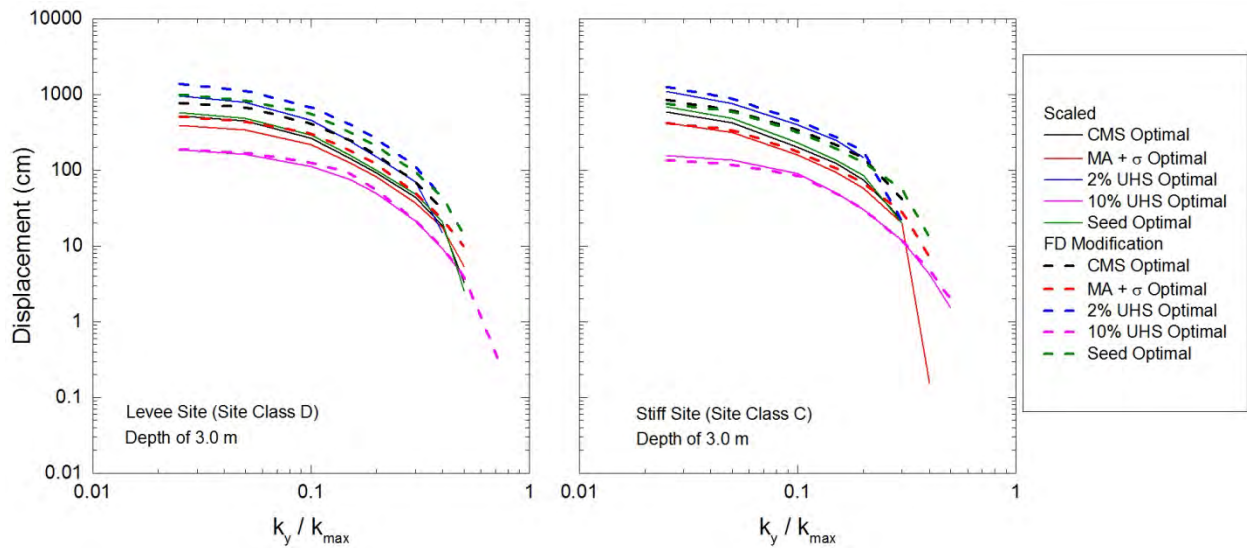 10000
1000
100
10
1
0.1
0.01
Displacement (cm)
Levee Site (Site Class D)
Depth of 3.0 m
0.01
0.1
1
k_y / k_max
Stiff Site (Site Class C)
Depth of 3.0 m
0.01
0.1
1
k_y / k_max
Scaled
CMS Optimal
MA + σ Optimal
2% UHS Optimal
10% UHS Optimal
Seed Optimal
FD Modification
CMS Optimal
MA + σ Optimal
2% UHS Optimal
10% UHS Optimal
Seed Optimal